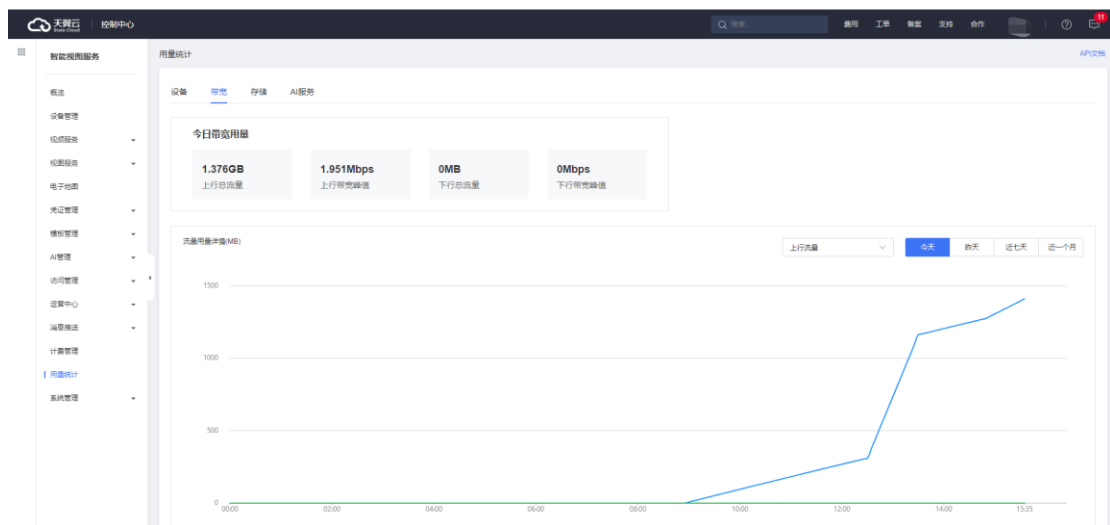 天翼云 控制中心 搜索... 费用 工单 备案 支持 合作 11
State Cloud
智能视图服务 用量统计 API文档
概览
设备管理
视频服务
视图服务
电子地图
凭证管理
模板管理
AI管理
访问管理
运营中心
消息推送
计费管理
用量统计
系统管理
设备 带宽 存储 AI服务
今日带宽用量
1.376GB 1.951Mbps 0MB 0Mbps
上行总流量 上行带宽峰值 下行总流量 下行带宽峰值
流量用量详情(MB) 上行流量 今天 昨天 近七天 近一个月
1500
1000
500
0
00:00 02:00 04:00 06:00 08:00 10:00 12:00 14:00 15:35